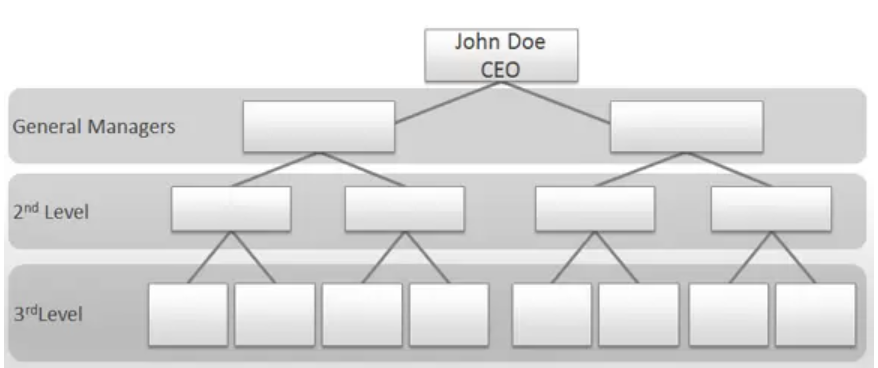 John Doe
CEO
General Managers
2nd Level
3rdLevel